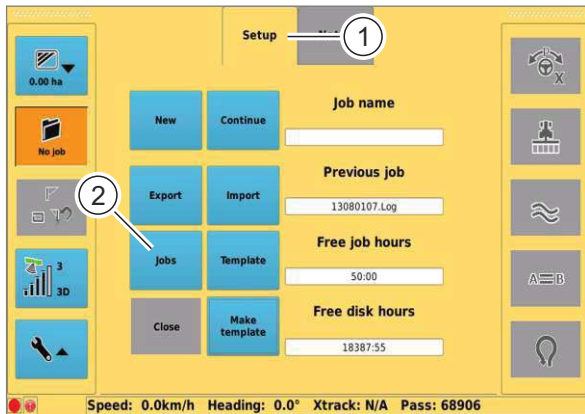 Setup
1
0.00 ha
New
Continue
Job name
No job
Export
Import
Previous job
13080107.Log
2
Jobs
Template
Free job hours
50:00
3
3D
A=B
Close
Make
template
Free disk hours
18387:55
X
Speed: 0.0km/h Heading: 0.0° Xtrack: N/A Pass: 68906